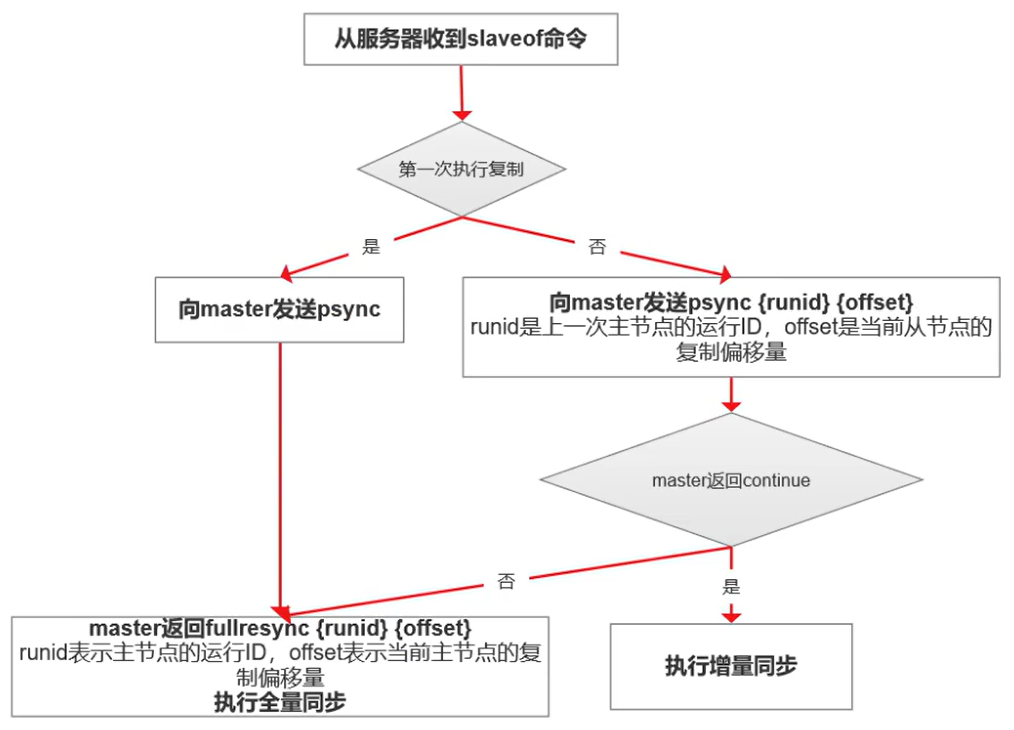 从服务器收到slaveof命令
第一次执行复制
是
否
向master发送psync
向master发送psync {runid} {offset}
runid是上一次主节点的运行ID，offset是当前从节点的
复制偏移量
master返回continue
否
是
master返回fullresync {runid} {offset}
runid表示主节点的运行ID，offset表示当前主节点的复
制偏移量
执行全量同步
执行增量同步